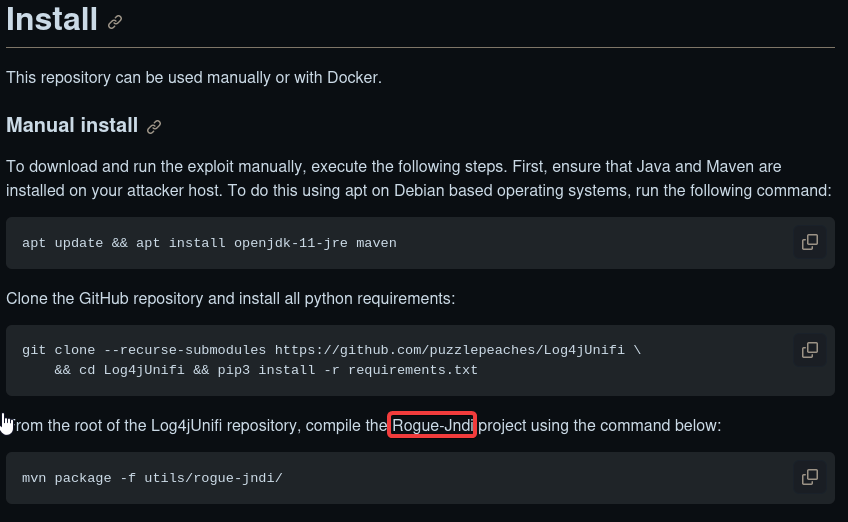 Install
This repository can be used manually or with Docker.
Manual install
To download and run the exploit manually, execute the following steps. First, ensure that Java and Maven are
installed on your attacker host. To do this using apt on Debian based operating systems, run the following command:
apt update && apt install openjdk-11-jre maven
Clone the GitHub repository and install all python requirements:
git clone --recurse-submodules https://github.com/puzzlepeaches/Log4jUnifi \
    && cd Log4jUnifi && pip3 install -r requirements.txt
From the root of the Log4jUnifi repository, compile the Rogue-Jndi project using the command below:
mvn package -f utils/rogue-jndi/